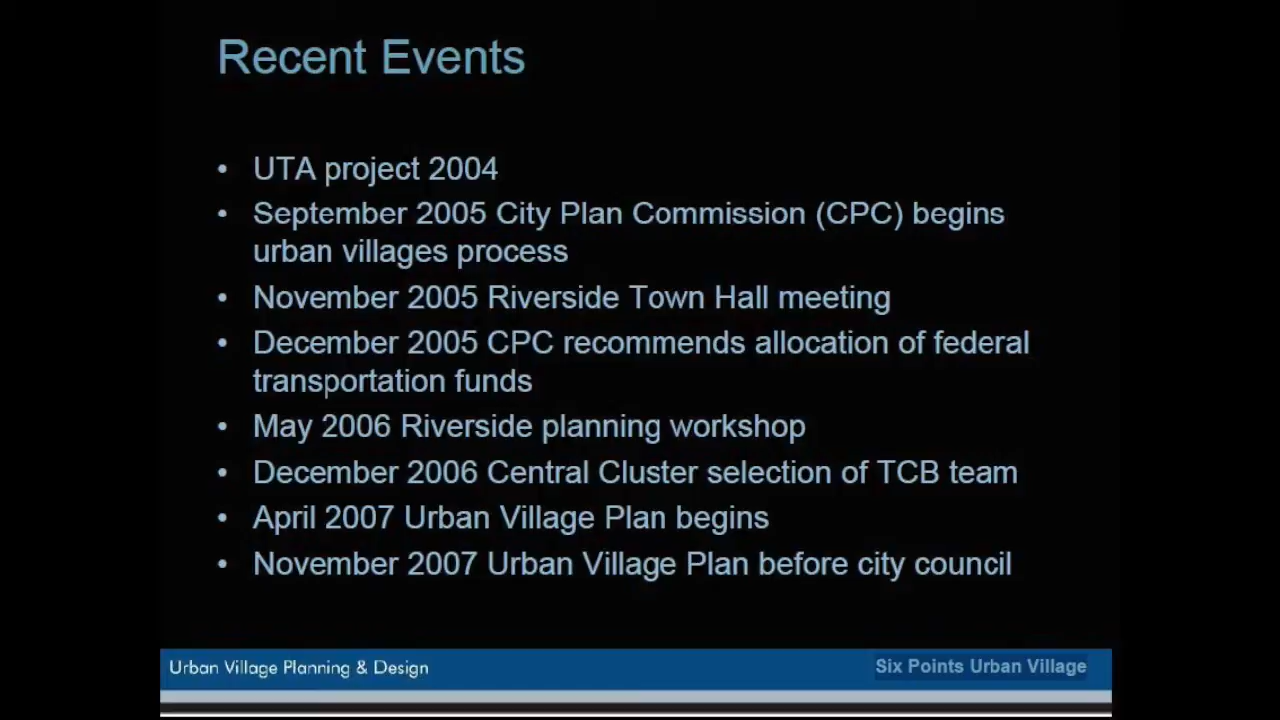 Recent Events
• UTA project 2004
• September 2005 City Plan Commission (CPC) begins
urban villages process
• November 2005 Riverside Town Hall meeting
• December 2005 CPC recommends allocation of federal
transportation funds
• May 2006 Riverside planning workshop
• December 2006 Central Cluster selection of TCB team
• April 2007 Urban Village Plan begins
• November 2007 Urban Village Plan before city council
Urban Village Planning & Design
Six Points Urban Village